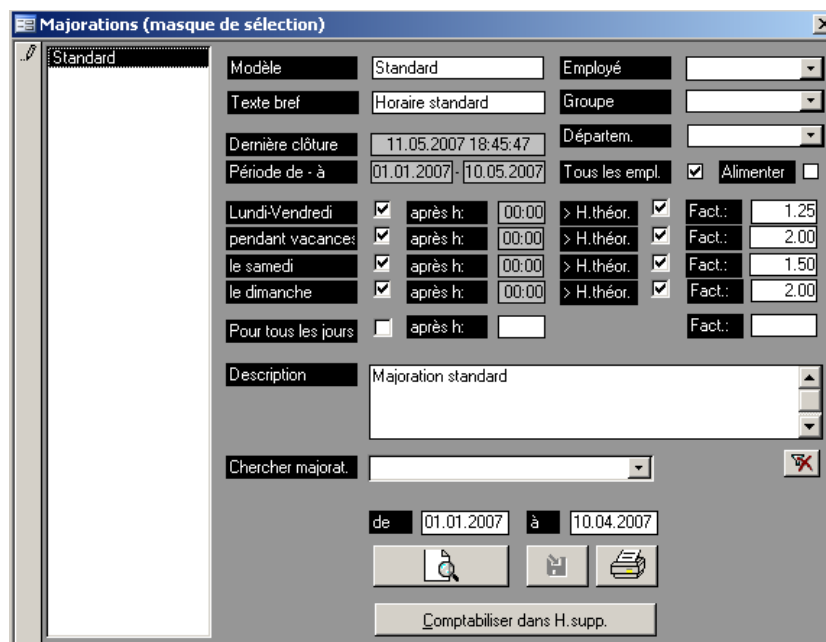 Majorations (masque de sélection)
Standard
Modèle Standard Employé
Texte bref Horaire standard Groupe
Dernière clôture 11.05.2007 18:45:47 Départem.
Période de - à 01.01.2007 - 10.05.2007 Tous les empl. Alimenter
Lundi-Vendredi après h: 00:00 > H.théor. Fact.: 1.25
pendant vacances après h: 00:00 > H.théor. Fact.: 2.00
le samedi après h: 00:00 > H.théor. Fact.: 1.50
le dimanche après h: 00:00 > H.théor. Fact.: 2.00
Pour tous les jours après h: Fact.:
Description Majoration standard
Chercher majorat.
de 01.01.2007 à 10.04.2007
Comptabiliser dans H.supp.